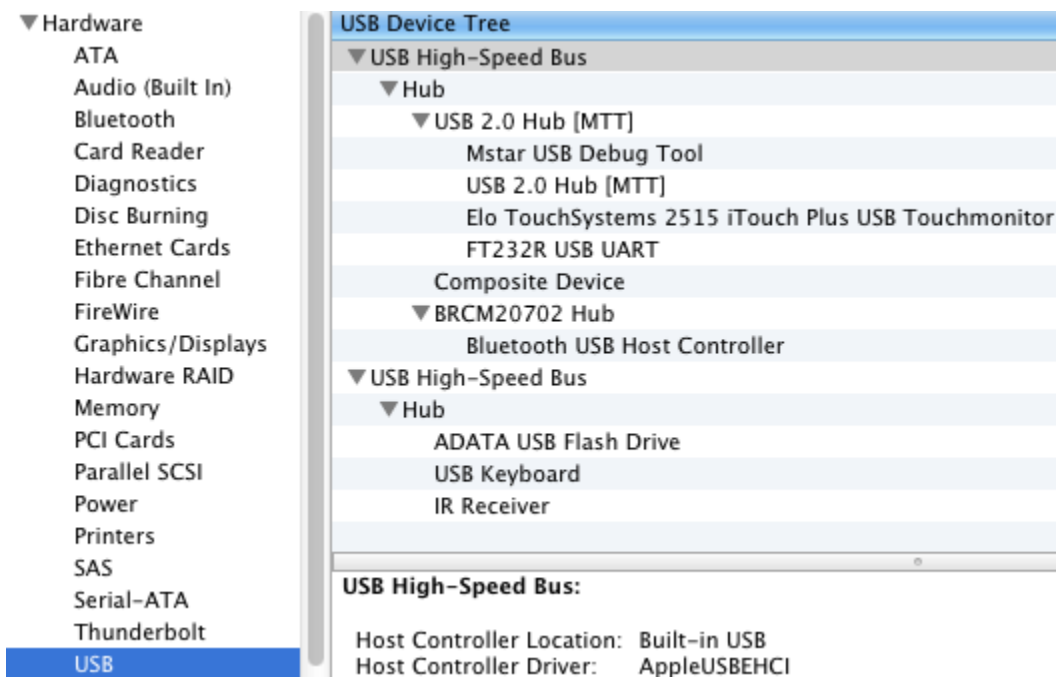 Hardware
ATA
Audio (Built In)
Bluetooth
Card Reader
Diagnostics
Disc Burning
Ethernet Cards
Fibre Channel
FireWire
Graphics/Displays
Hardware RAID
Memory
PCI Cards
Parallel SCSI
Power
Printers
SAS
Serial-ATA
Thunderbolt
USB
USB Device Tree
USB High-Speed Bus
Hub
USB 2.0 Hub [MTT]
Mstar USB Debug Tool
USB 2.0 Hub [MTT]
Elo TouchSystems 2515 iTouch Plus USB Touchmonitor
FT232R USB UART
Composite Device
BRCM20702 Hub
Bluetooth USB Host Controller
USB High-Speed Bus
Hub
ADATA USB Flash Drive
USB Keyboard
IR Receiver
USB High-Speed Bus:
Host Controller Location: Built-in USB
Host Controller Driver: AppleUSBEHCI